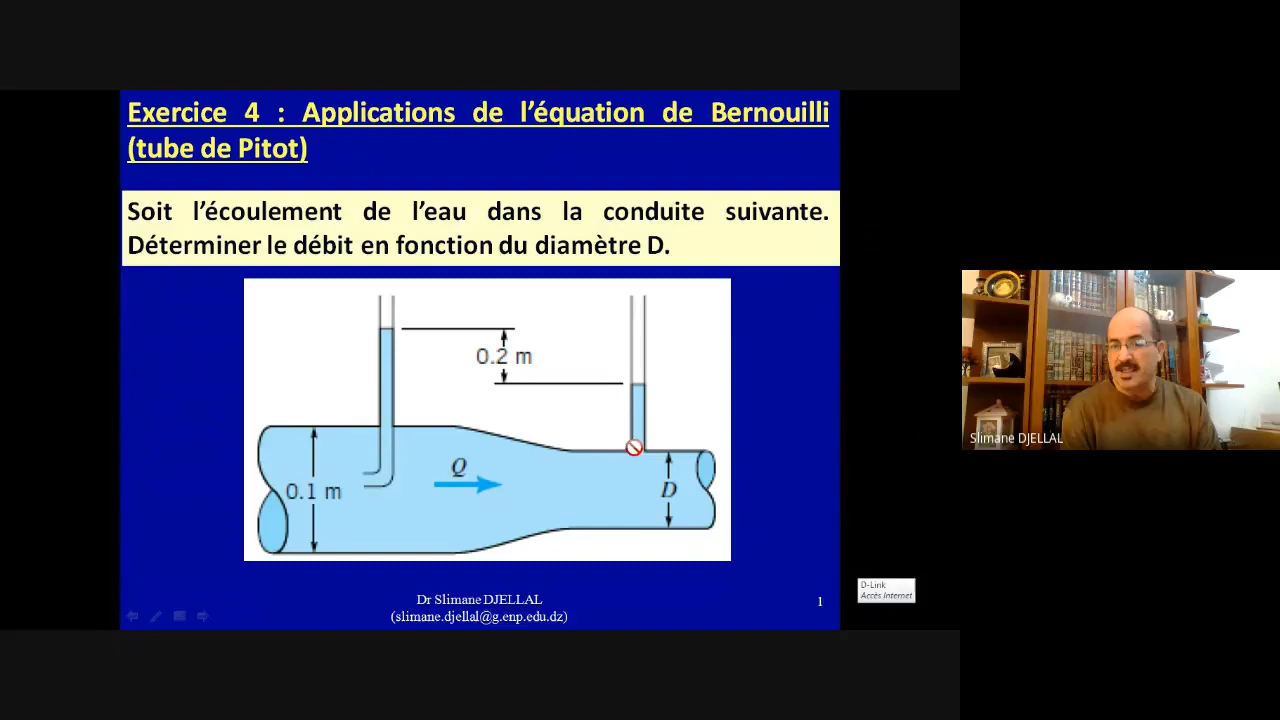 Exercice 4 : Applications de l’équation de Bernouilli
(tube de Pitot)
Soit l’écoulement de l’eau dans la conduite suivante.
Déterminer le débit en fonction du diamètre D.
0.2 m
Q
0.1 m
D
Dr Slimane DJELLAL
(slimane.djellal@g.enp.edu.dz)
1
Slimane DJELLAL
D-Link
Accès Internet